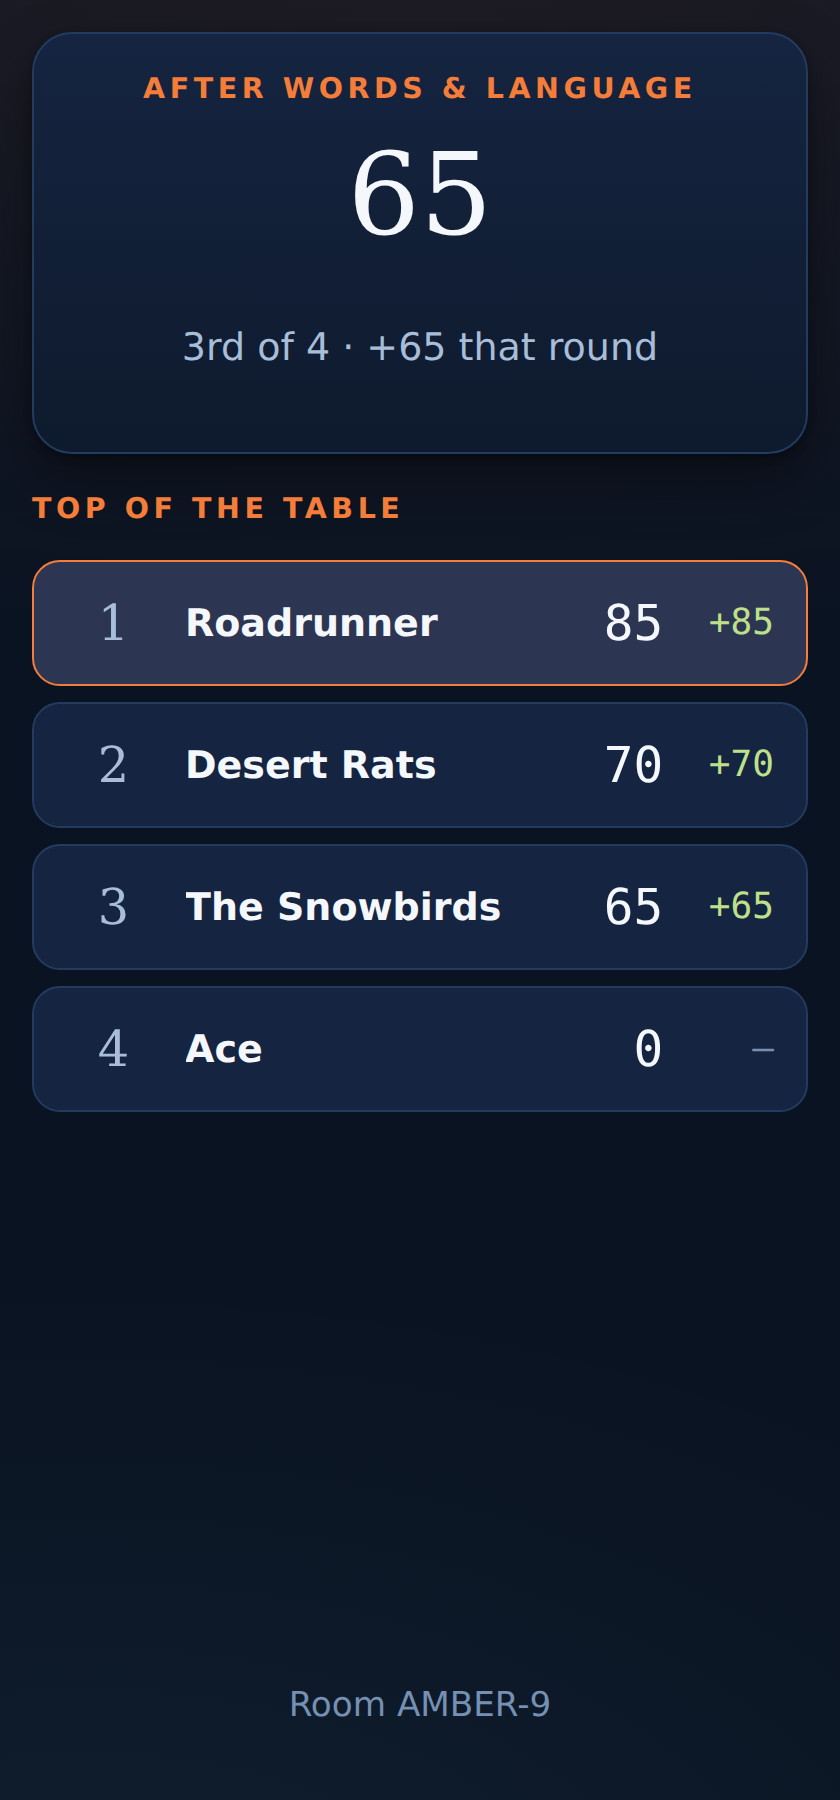 AFTER WORDS & LANGUAGE
65
3rd of 4 · +65 that round
TOP OF THE TABLE
1 Roadrunner 85 +85
2 Desert Rats 70 +70
3 The Snowbirds 65 +65
4 Ace 0 —
Room AMBER-9